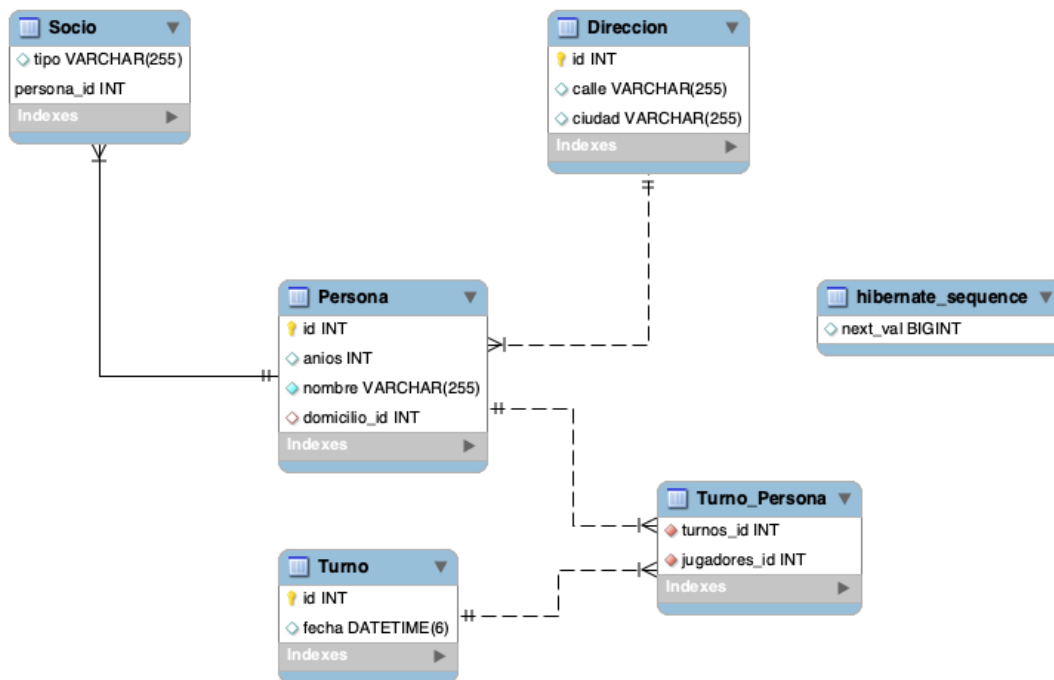 Socio
tipo VARCHAR(255)
persona_id INT
Indexes
Direccion
id INT
calle VARCHAR(255)
ciudad VARCHAR(255)
Indexes
Persona
id INT
anios INT
nombre VARCHAR(255)
domicilio_id INT
Indexes
hibernate_sequence
next_val BIGINT
Turno_Persona
turnos_id INT
jugadores_id INT
Indexes
Turno
id INT
fecha DATETIME(6)
Indexes